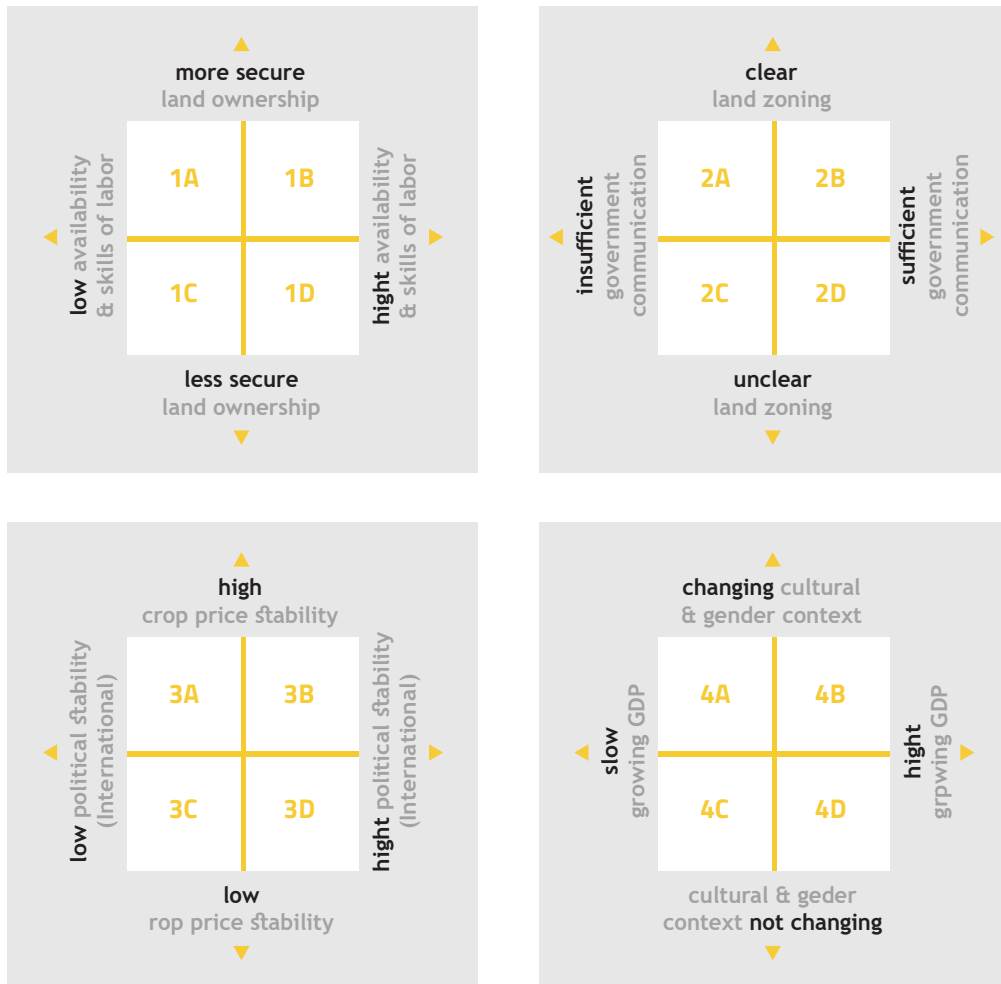 more secure
land ownership
low availability
& skills of labor
1A
1B
1C
1D
hight availability
& skills of labor
less secure
land ownership
clear
land zoning
insufficient
government
communication
2A
2B
2C
2D
sufficient
government
communication
unclear
land zoning
high
crop price stability
low political stability
(International)
3A
3B
3C
3D
hight political stability
(International)
low
rop price stability
changing cultural
& gender context
slow
growing GDP
4A
4B
4C
4D
hight
grpwing GDP
cultural & geder
context not changing